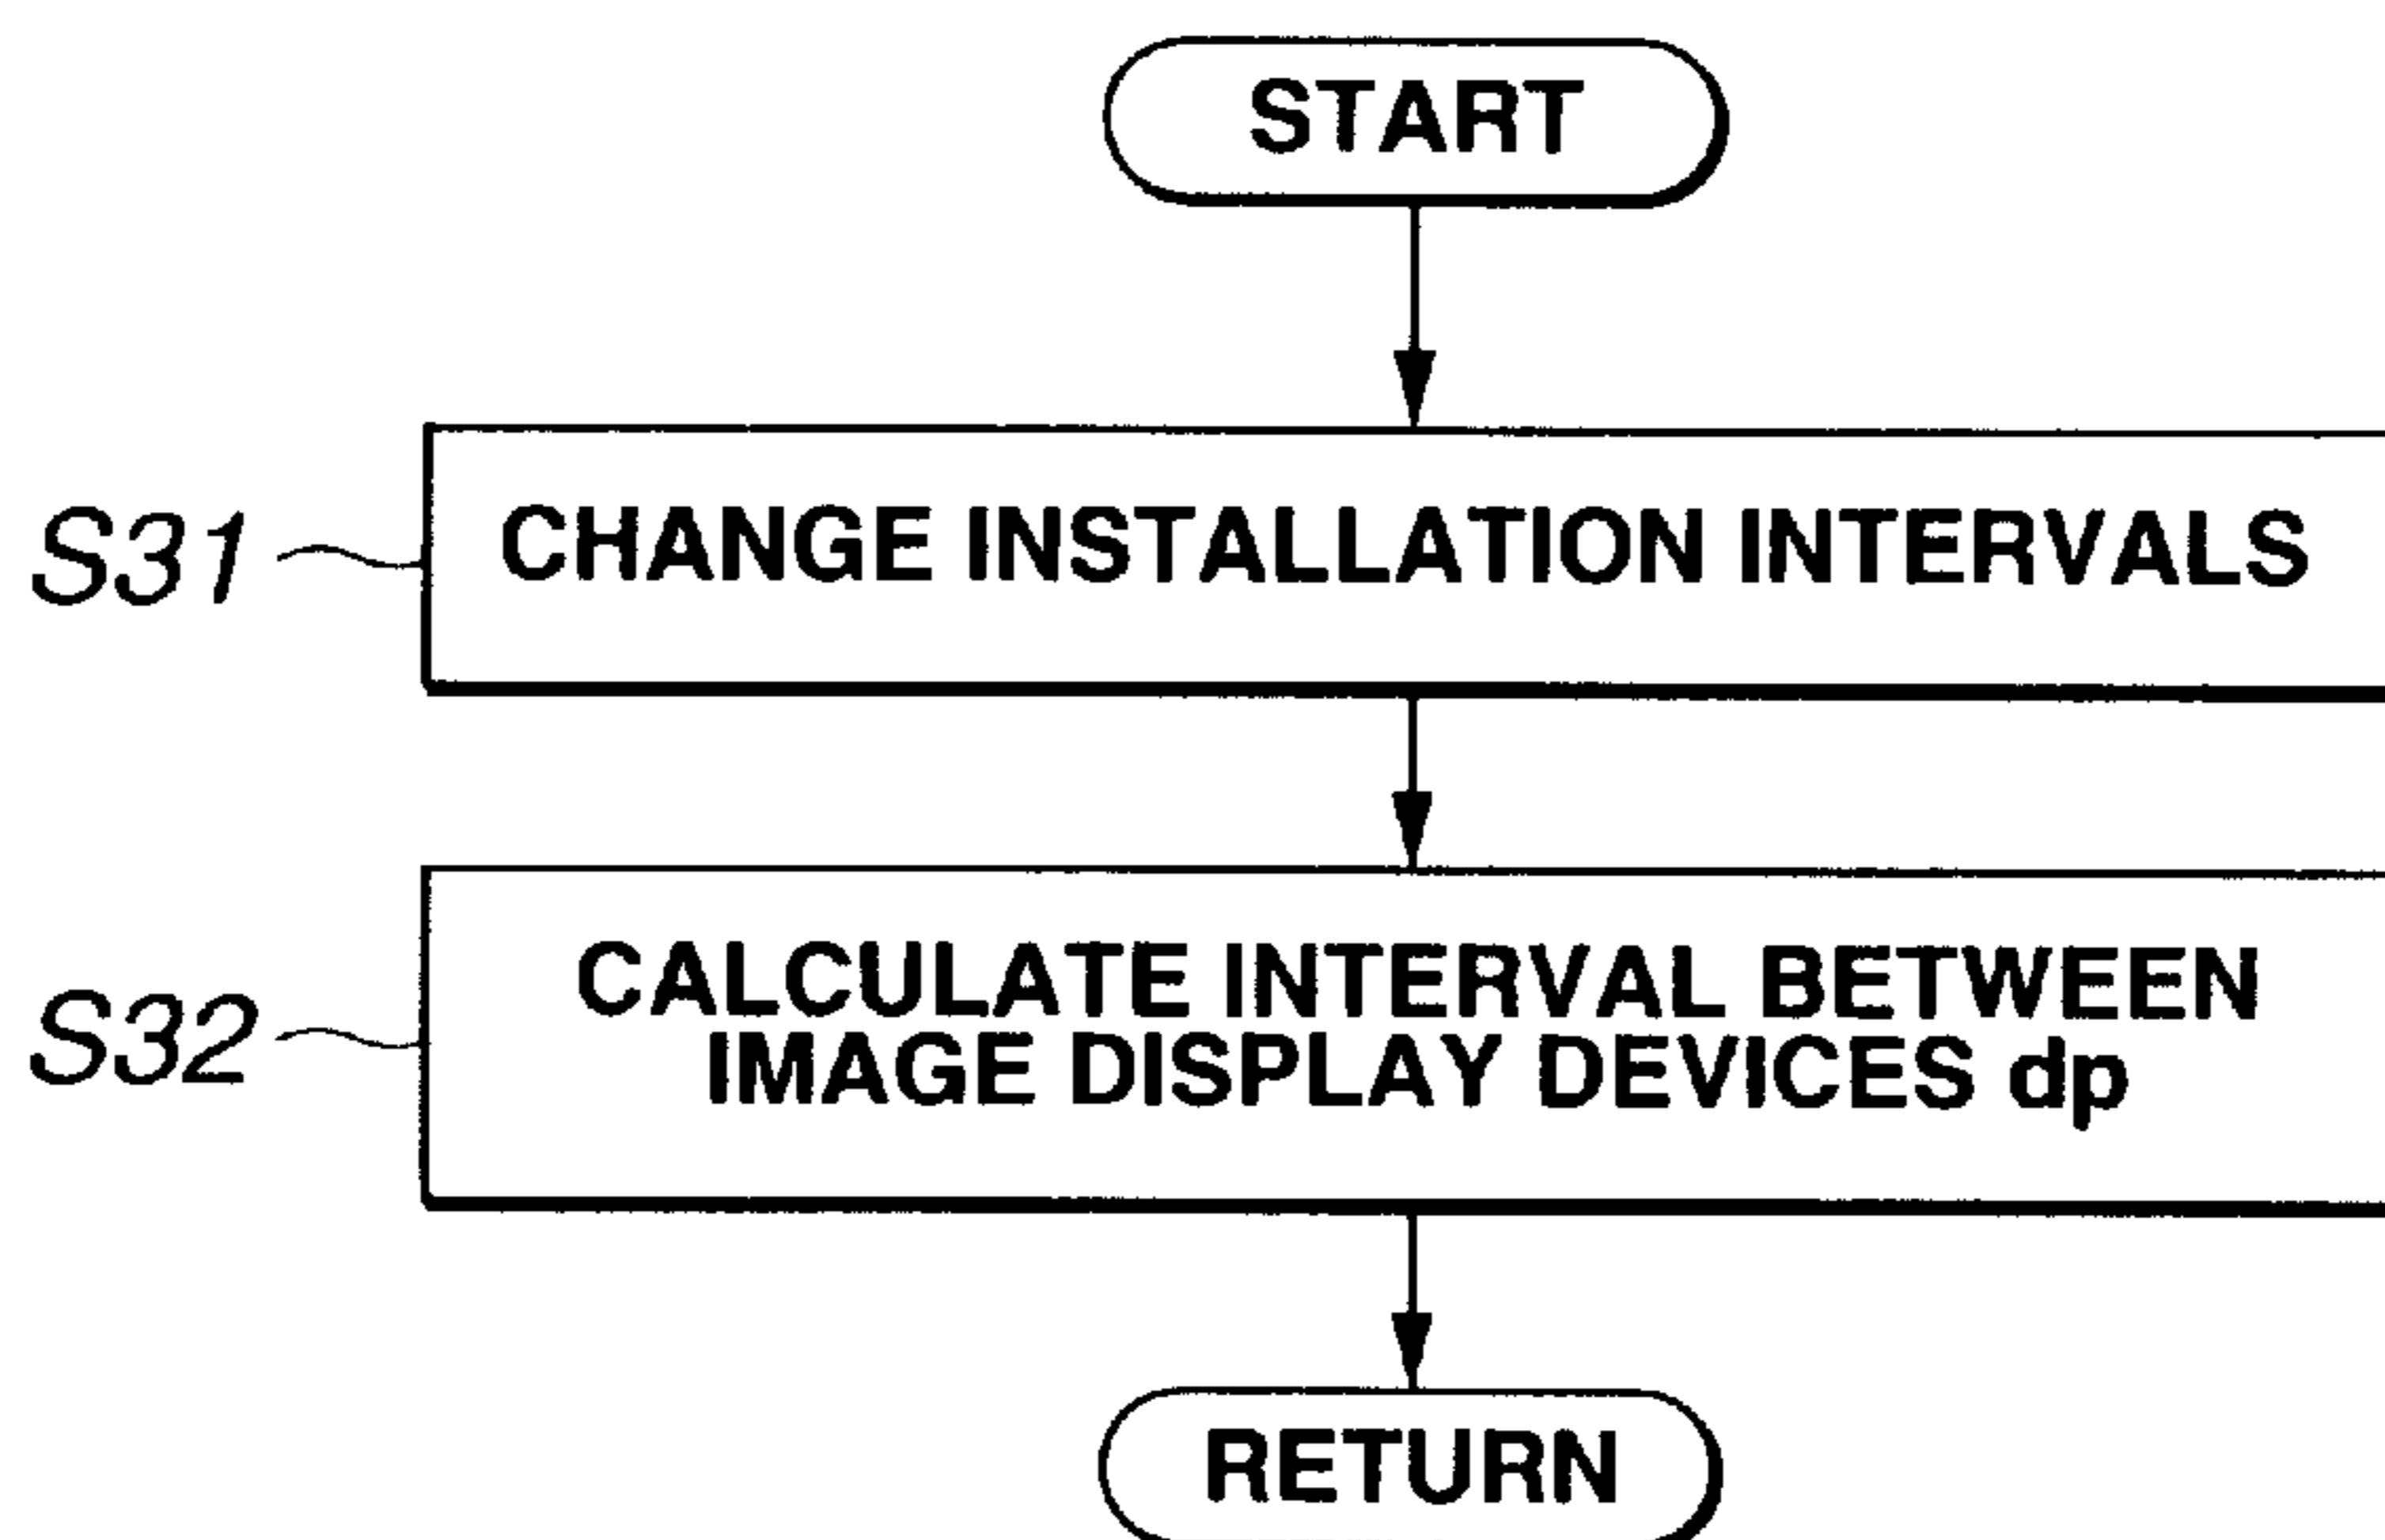 START
S31
CHANGE INSTALLATION INTERVALS
S32
CALCULATE INTERVAL BETWEEN
IMAGE DISPLAY DEVICES dp
RETURN